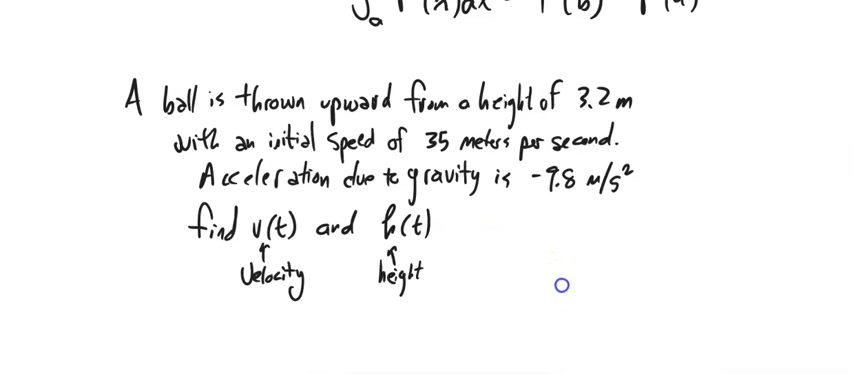 ∫ₐ F'(x)dx = F(b) - F(a)
A ball is thrown upward from a height of 3.2 m
with an initial speed of 35 meters per second.
Acceleration due to gravity is -9.8 m/s²
find v(t) and h(t)
↑ ↑
velocity height